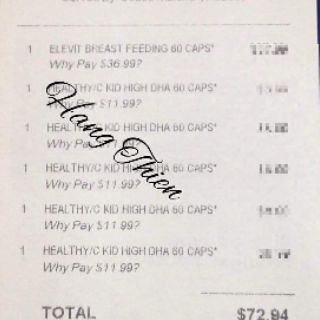 1 ELEVIT BREAST FEEDING 60 CAPS*
Why Pay $36.99?
1 HEALTHY/C KID HIGH DHA 60 CAPS*
Why Pay $11.99?
1 HEALTHY/C KID HIGH DHA 60 CAPS*
Why Pay $11.99?
1 HEALTHY/C KID HIGH DHA 60 CAPS*
Why Pay $11.99?
1 HEALTHY/C KID HIGH DHA 60 CAPS*
Why Pay $11.99?
1 HEALTHY/C KID HIGH DHA 60 CAPS*
Why Pay $11.99?
TOTAL $72.94
Hang Thien